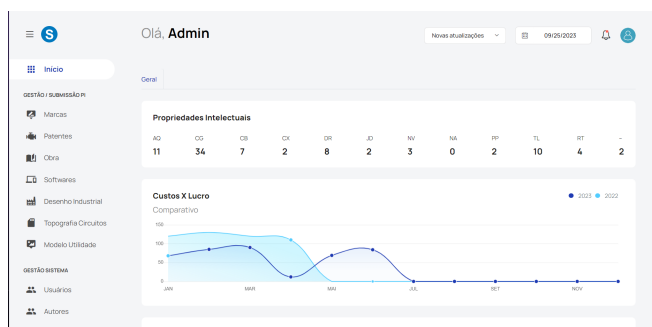 S
Olá, Admin
Novas atualizações
09/25/2023
Início
Geral
GESTÃO / SUBMISSÃO PI
Marcas
Patentes
Obra
Softwares
Desenho Industrial
Topografia Circuitos
Modelo Utilidade
GESTÃO SISTEMA
Usuários
Autores
Propriedades Intelectuais
AQ CG CB CX DR JD NV NA PP TL RT -
11 34 7 2 8 2 3 0 2 10 4 2
Custos X Lucro
2023 2022
Comparativo
150
100
50
0
JAN MAR MAI JUL SET NOV